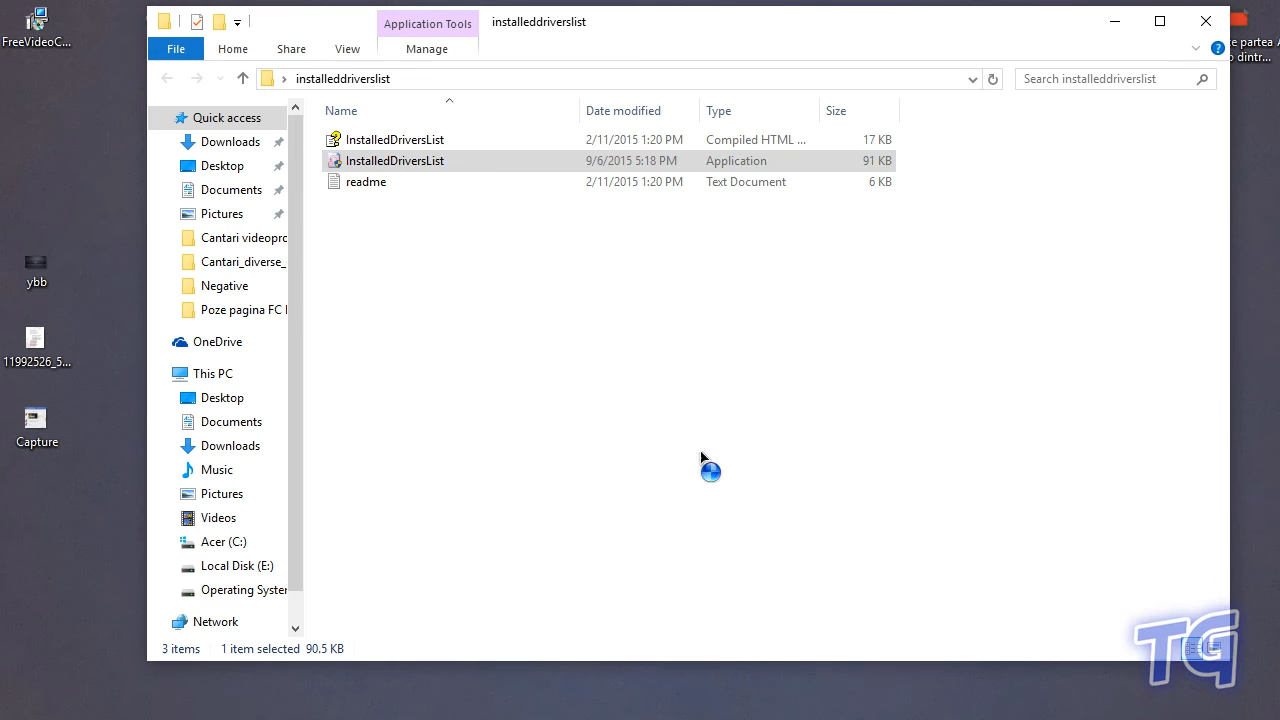 Application Tools
installeddriverslist
File
Home
Share
View
Manage
installeddriverslist
Search installeddriverslist
Name
Date modified
Type
Size
InstalledDriversList
2/11/2015 1:20 PM
Compiled HTML ...
17 KB
InstalledDriversList
9/6/2015 5:18 PM
Application
91 KB
readme
2/11/2015 1:20 PM
Text Document
6 KB
Quick access
Downloads
Desktop
Documents
Pictures
Cantari videopro
Cantari_diverse_
Negative
Poze pagina FC
OneDrive
This PC
Desktop
Documents
Downloads
Music
Pictures
Videos
Acer (C:)
Local Disk (E:)
Operating Syste
Network
3 items
1 item selected 90.5 KB
FreeVideoC...
ybb
11992526_5...
Capture
e partea
dintr...
TG